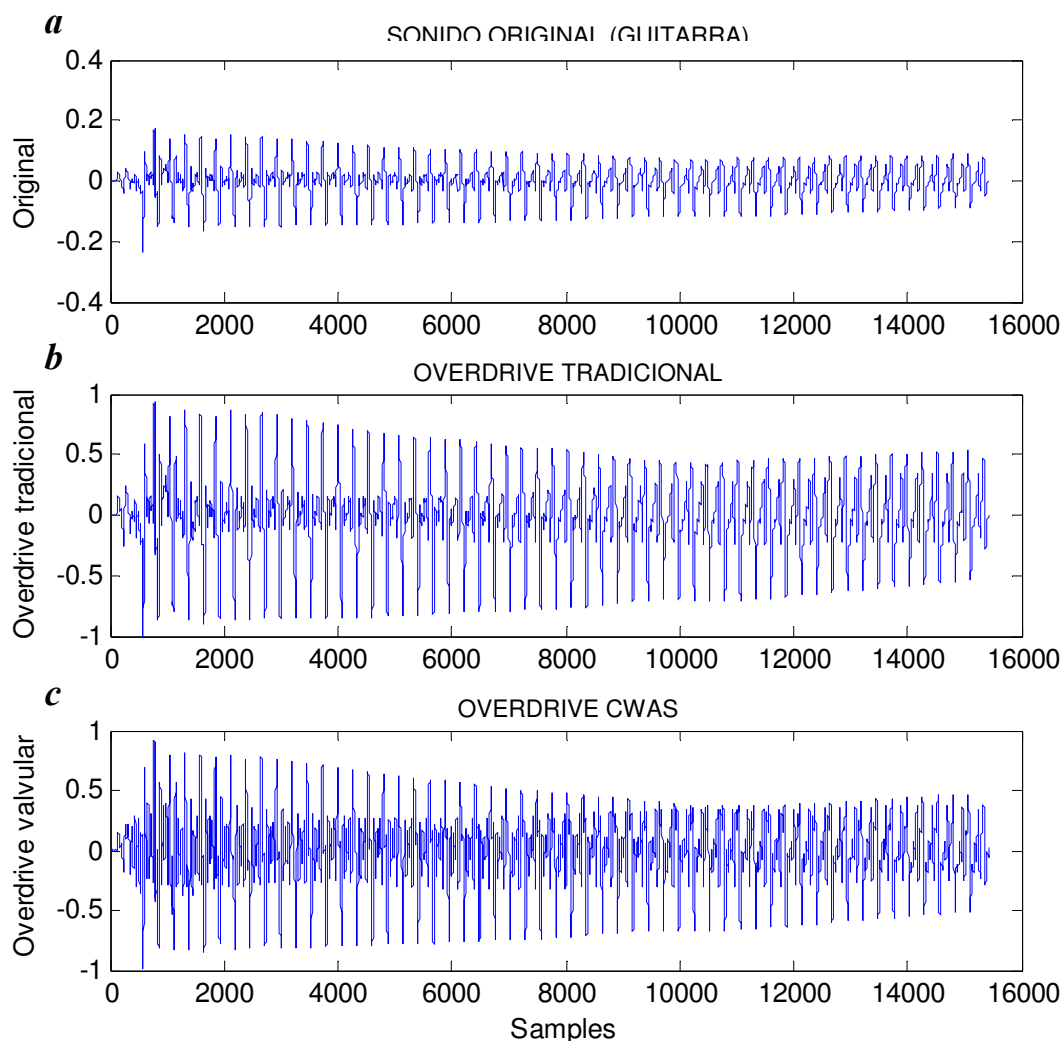 a
SONIDO ORIGINAL (GUITARRA)
0.4
0.2
0
-0.2
-0.4
Original
0 2000 4000 6000 8000 10000 12000 14000 16000
b
OVERDRIVE TRADICIONAL
1
0.5
0
-0.5
-1
Overdrive tradicional
0 2000 4000 6000 8000 10000 12000 14000 16000
c
OVERDRIVE CWAS
1
0.5
0
-0.5
-1
Overdrive valvular
0 2000 4000 6000 8000 10000 12000 14000 16000
Samples